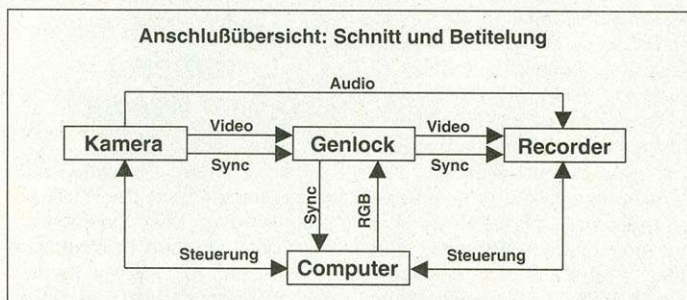 Anschlußübersicht: Schnitt und Betitelung
Audio
Video
Video
Kamera
Genlock
Recorder
Sync
Sync
Sync
RGB
Steuerung
Steuerung
Computer